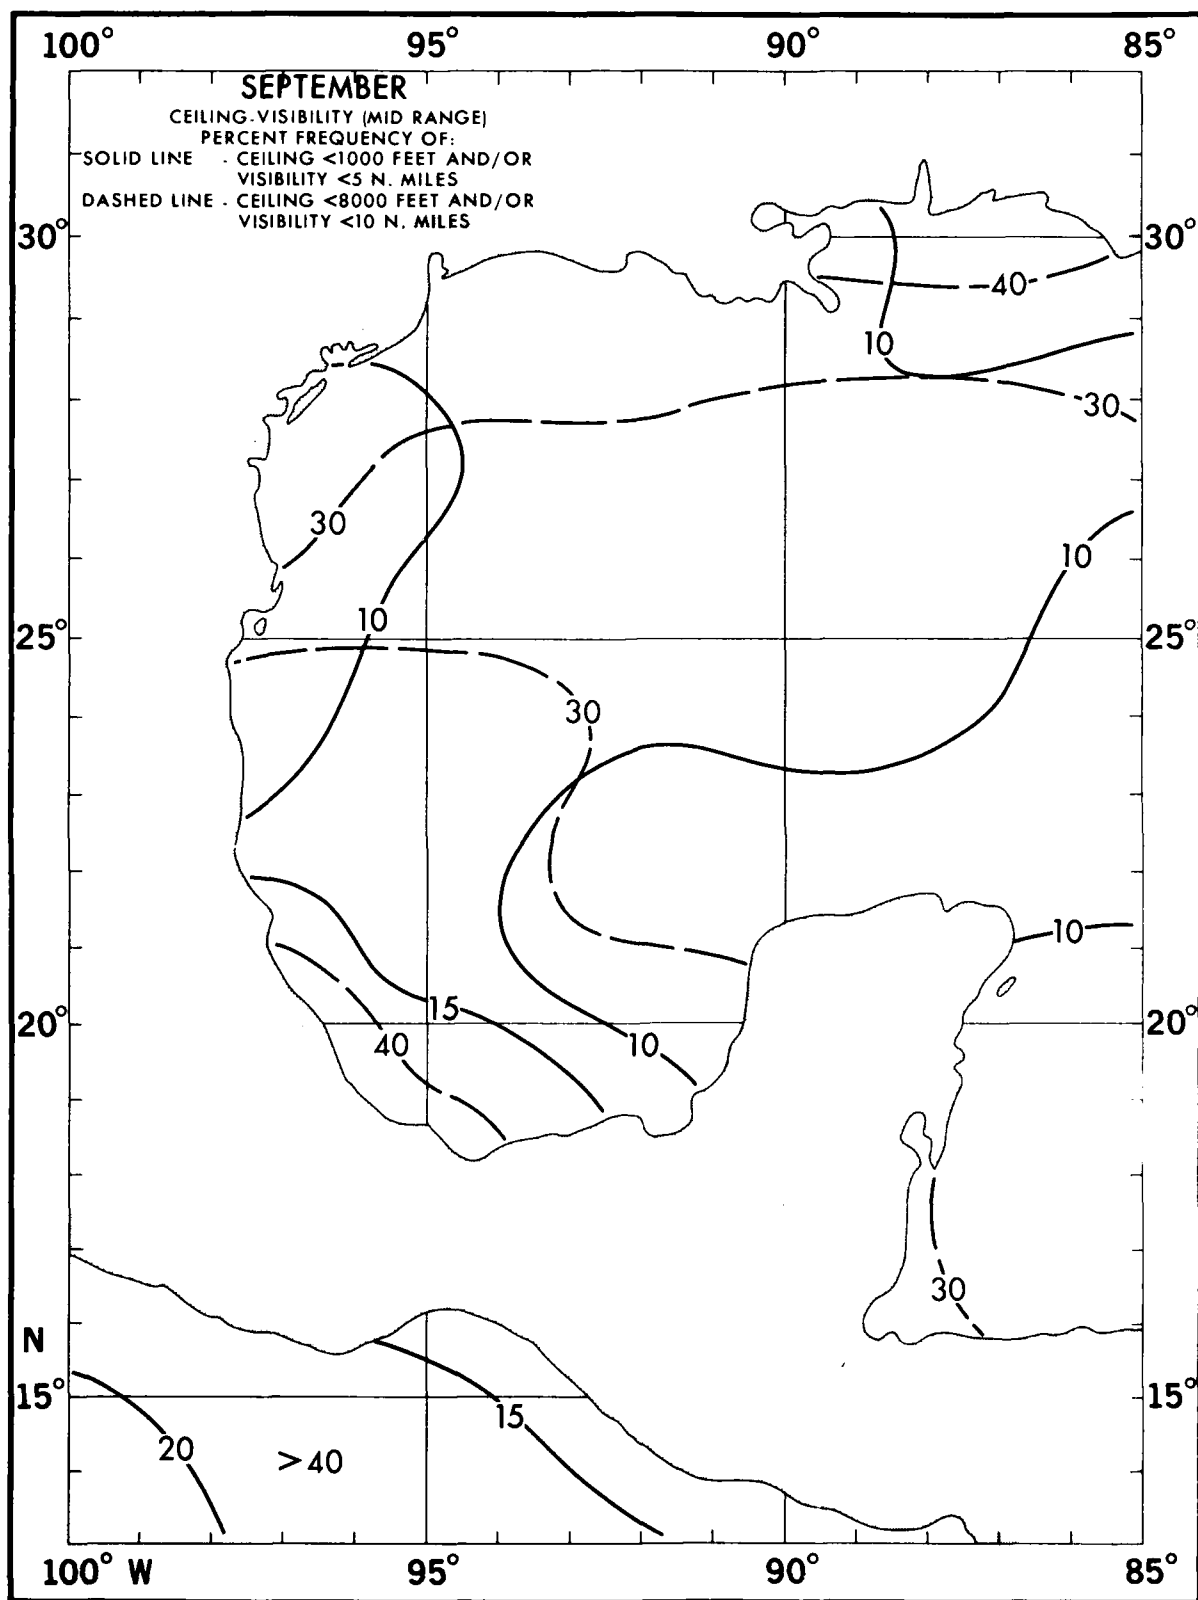 100° 95° 90° 85°
SEPTEMBER
CEILING-VISIBILITY (MID RANGE)
PERCENT FREQUENCY OF:
SOLID LINE - CEILING <1000 FEET AND/OR
VISIBILITY <5 N. MILES
DASHED LINE - CEILING <8000 FEET AND/OR
VISIBILITY <10 N. MILES
30° 30°
40
10
30
30
10
10
25° 25°
30
10
15
20° 20°
40 10
30
N
15° 15°
15
20
>40
100° W 95° 90° 85°